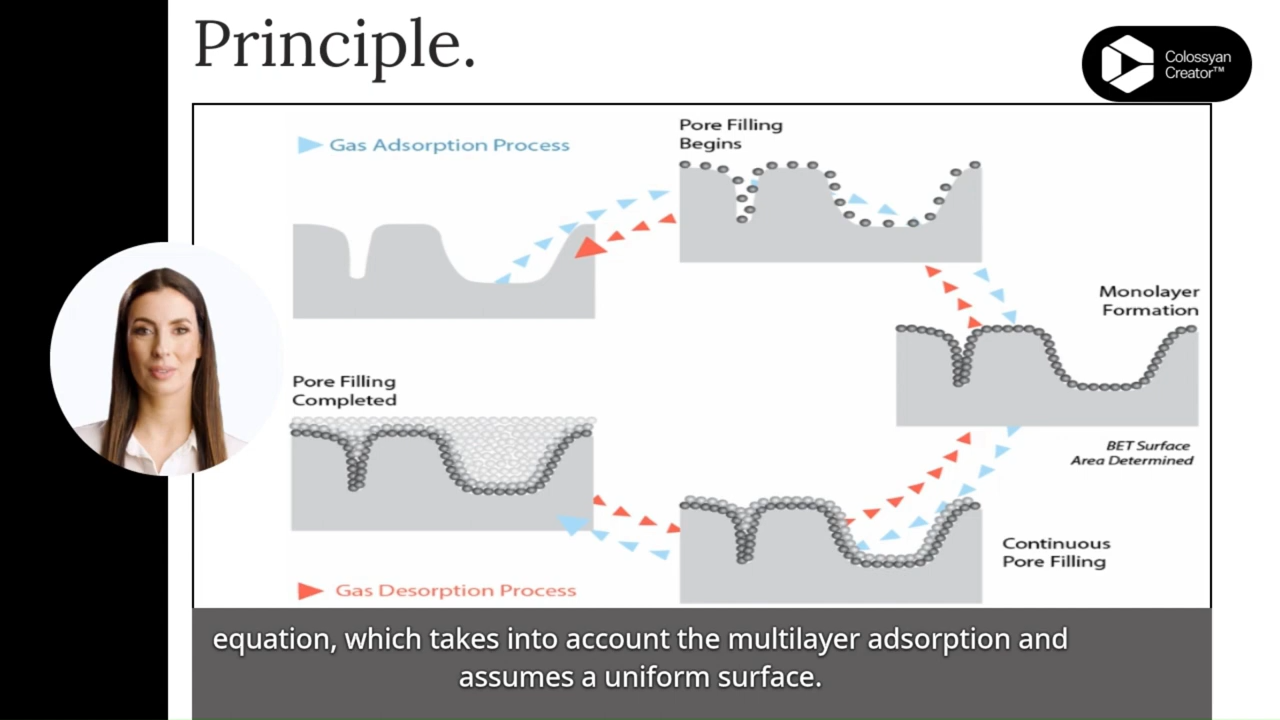 Principle.
Colossyan
Creator™
Gas Adsorption Process
Pore Filling
Begins
Monolayer
Formation
BET Surface
Area Determined
Pore Filling
Completed
Continuous
Pore Filling
Gas Desorption Process
equation, which takes into account the multilayer adsorption and
assumes a uniform surface.